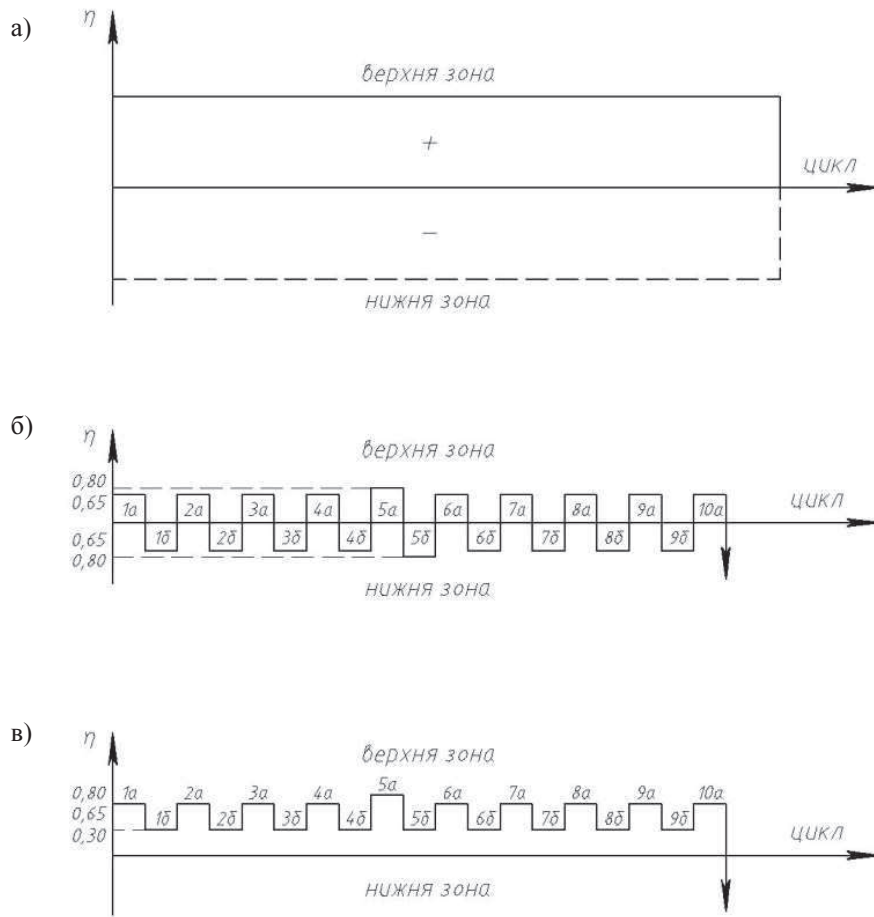 а)
η
верхня зона
+
цикл
−
нижня зона
б)
η
верхня зона
0,80
0,65
1а 2а 3а 4а 5а 6а 7а 8а 9а 10а
цикл
0,65
1б 2б 3б 4б 5б 6б 7б 8б 9б
0,80
нижня зона
в)
η
верхня зона
0,80
1а 2а 3а 4а 5а 6а 7а 8а 9а 10а
0,65
0,30
1б 2б 3б 4б 5б 6б 7б 8б 9б
цикл
нижня зона